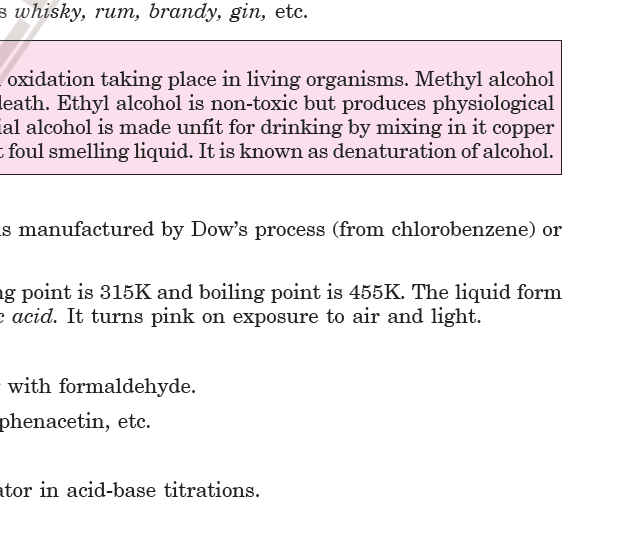 whisky, rum, brandy, gin, etc.
oxidation taking place in living organisms. Methyl alcohol
death. Ethyl alcohol is non-toxic but produces physiological
alcohol is made unfit for drinking by mixing in it copper
foul smelling liquid. It is known as denaturation of alcohol.
manufactured by Dow's process (from chlorobenzene) or
point is 315K and boiling point is 455K. The liquid form
acid. It turns pink on exposure to air and light.
with formaldehyde.
phenacetin, etc.
in acid-base titrations.